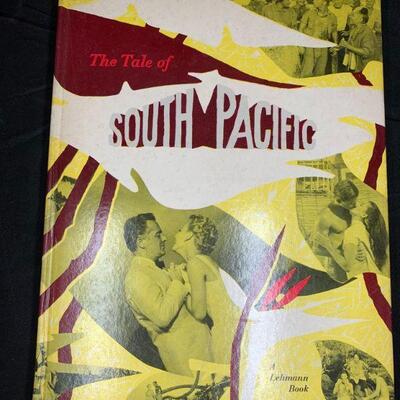 The Tale of
SOUTH PACIFIC
A
Lehmann
Book